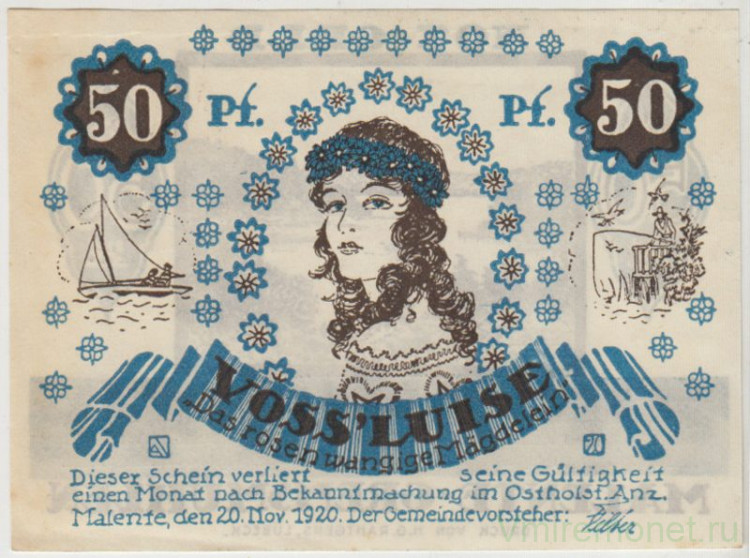 50 Pf. Pf. 50
VOSS' LUISE
„Das rosenwangige Mägdelein”
Dieser Schein verliert seine Gültigkeit
einen Monat nach Bekanntmachung im Ostholst. Anz.
Malente, den 20. Nov. 1920. Der Gemeindevorsteher:
vmiremonet.ru